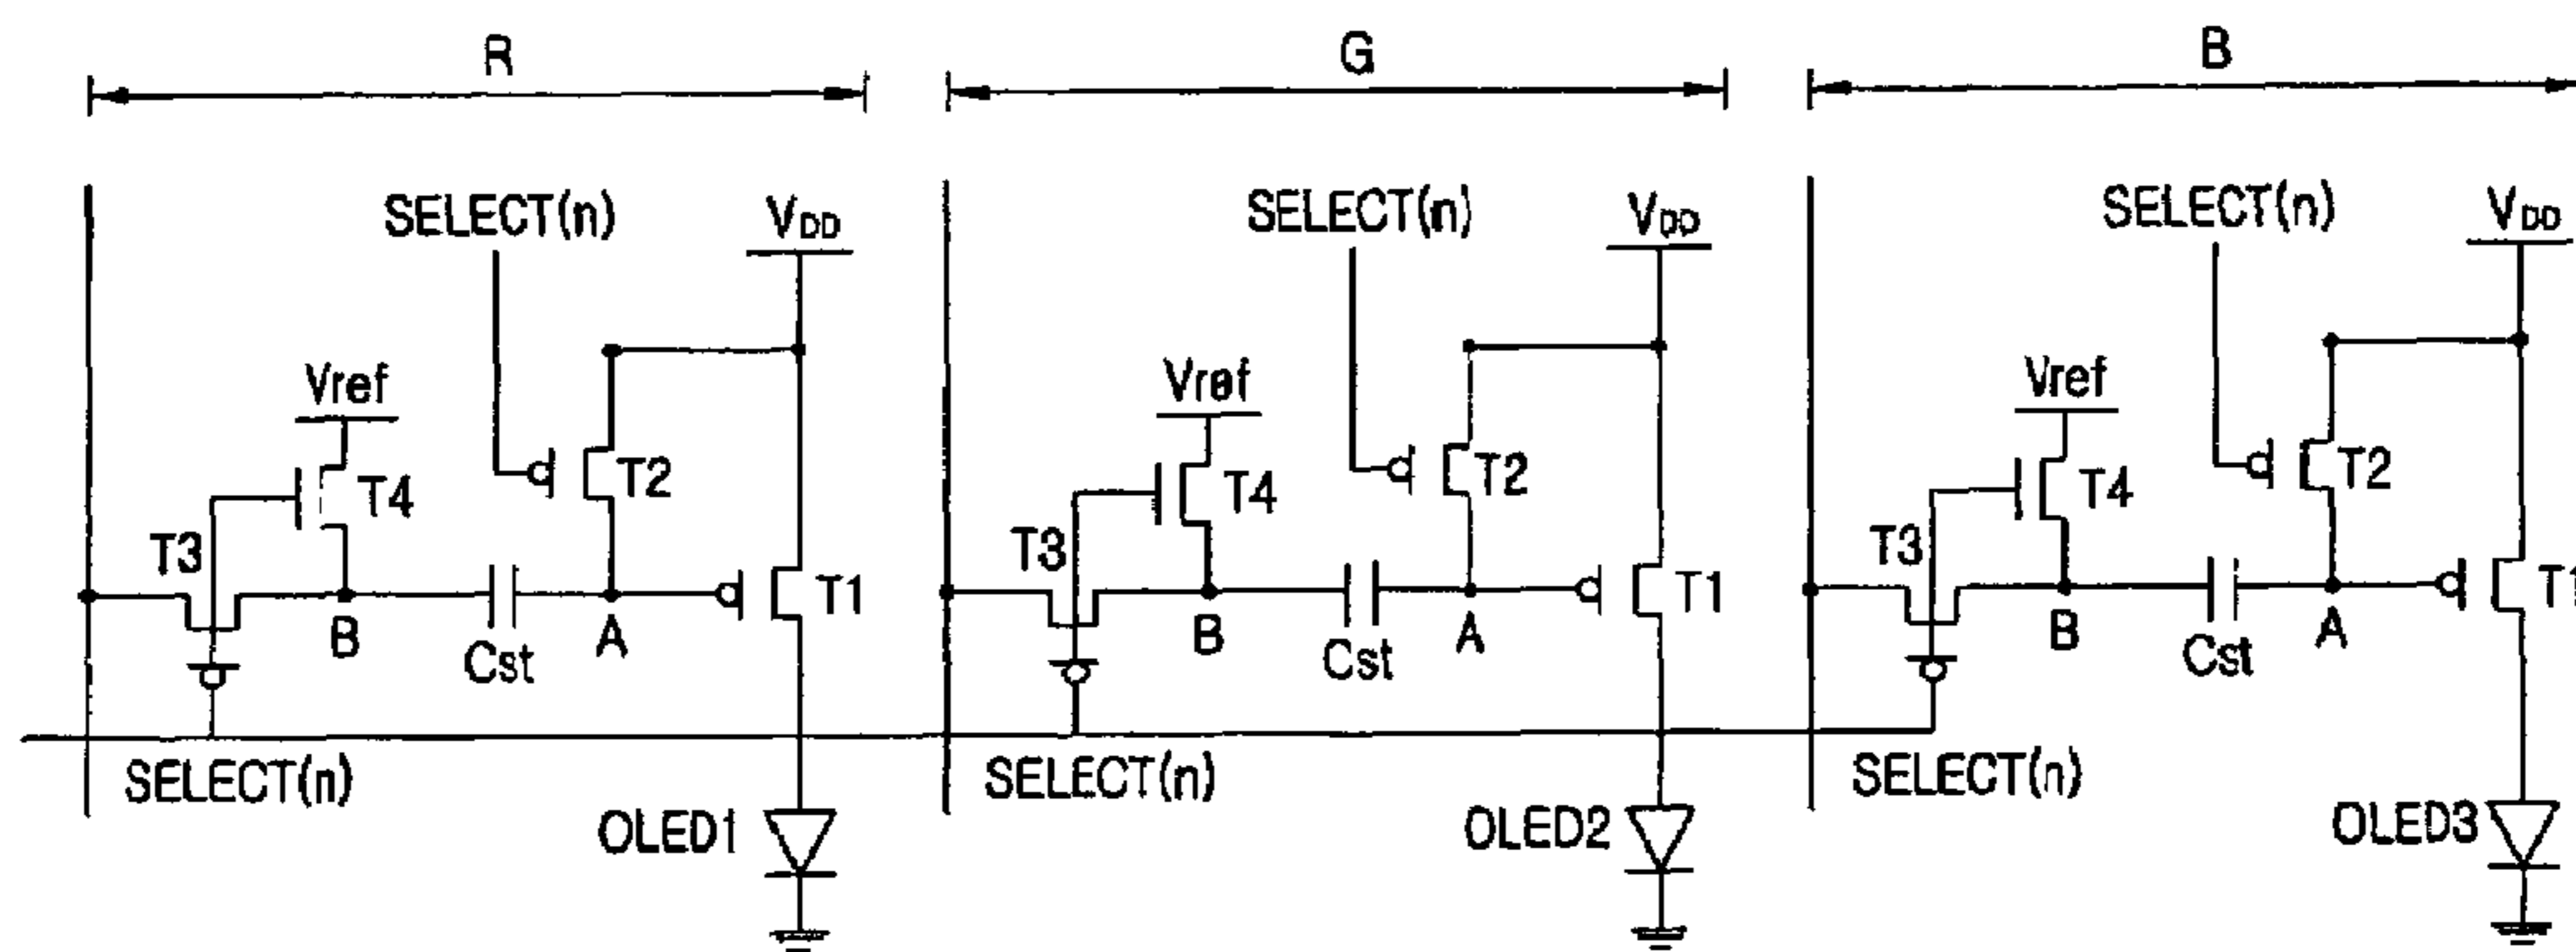 R G B
SELECT(n) VDD SELECT(n) VDD SELECT(n) VDD
Vref Vref Vref
T4 T2 T4 T2 T4 T2
T3 T1 T3 T1 T3 T1
B Cst A B Cst A B Cst A
SELECT(n) SELECT(n) SELECT(n)
OLED1 OLED2 OLED3